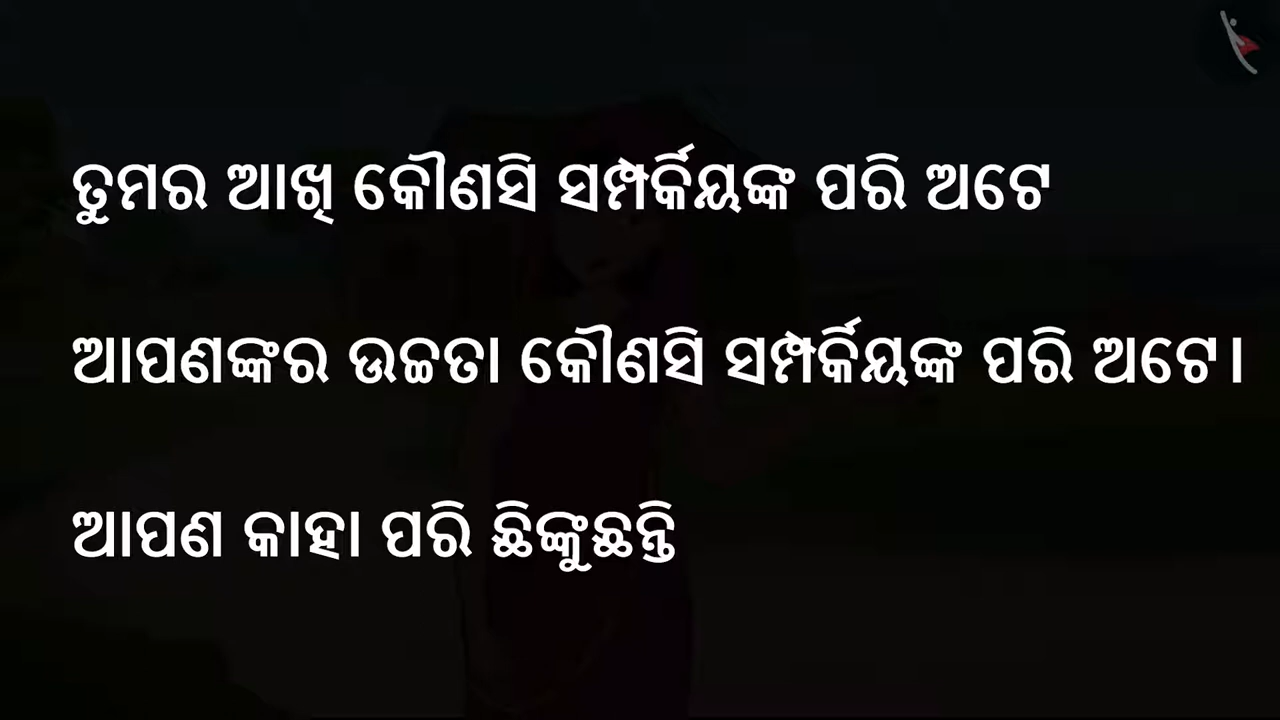 ତୁମର ଆଖି କୌଣସି ସମ୍ପର୍କିୟଙ୍କ ପରି ଅଟେ
ଆପଣଙ୍କର ଉଚ୍ଚତା କୌଣସି ସମ୍ପର୍କିୟଙ୍କ ପରି ଅଟେ।
ଆପଣ କାହା ପରି ଛିଙ୍କୁଛନ୍ତି